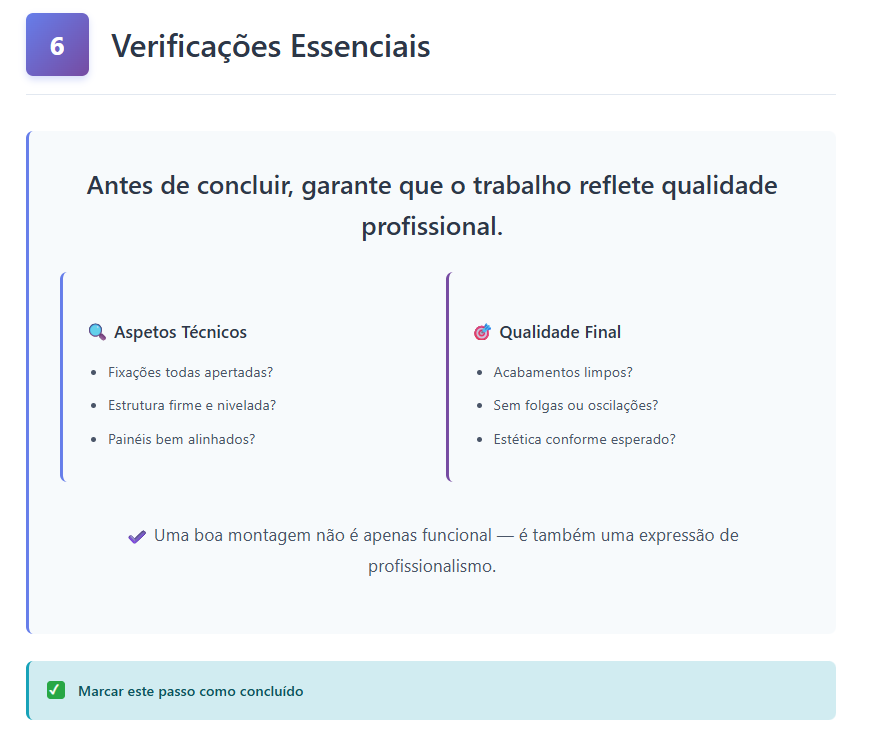 6
Verificações Essenciais
Antes de concluir, garante que o trabalho reflete qualidade
profissional.
Aspetos Técnicos
Fixações todas apertadas?
Estrutura firme e nivelada?
Painéis bem alinhados?
Qualidade Final
Acabamentos limpos?
Sem folgas ou oscilações?
Estética conforme esperado?
Uma boa montagem não é apenas funcional — é também uma expressão de
profissionalismo.
Marcar este passo como concluído